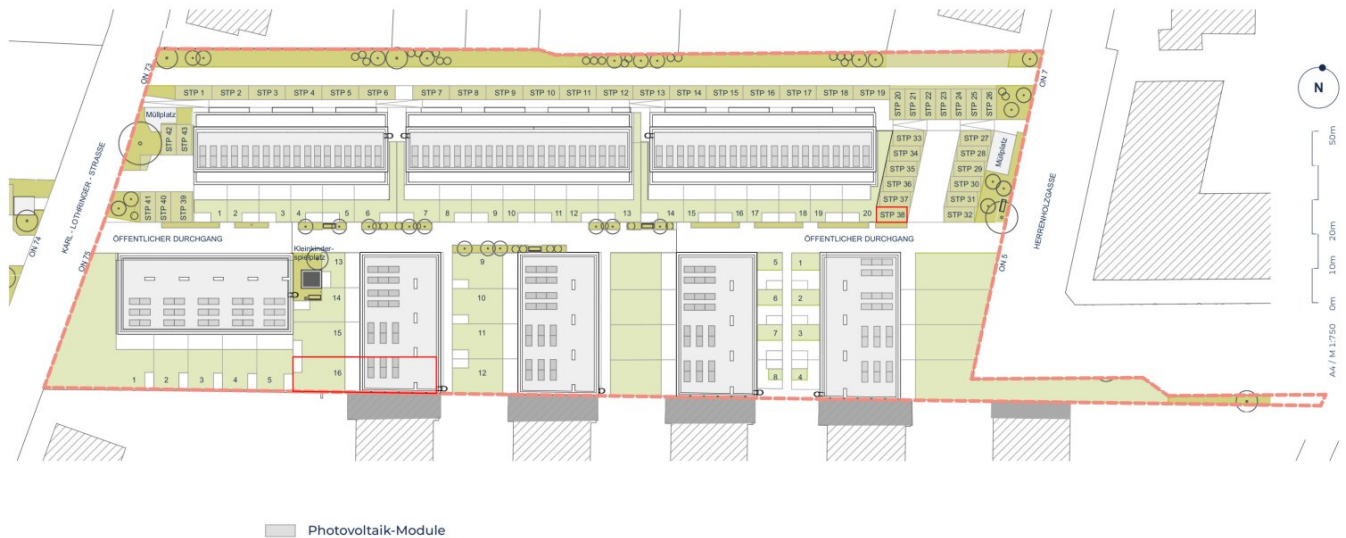 ON 73
ON 7
N
STP 1
STP 2
STP 3
STP 4
STP 5
STP 6
STP 7
STP 8
STP 9
STP 10
STP 11
STP 12
STP 13
STP 14
STP 15
STP 16
STP 17
STP 18
STP 19
STP 20
STP 21
STP 22
STP 23
STP 24
STP 25
STP 26
Müllplatz
STP 42
STP 43
STP 33
STP 34
STP 35
STP 36
STP 37
STP 38
STP 27
STP 28
STP 29
STP 30
STP 31
STP 32
Müllplatz
STP 41
STP 40
STP 39
1
2
3
4
5
6
7
8
9
10
11
12
13
14
15
16
17
18
19
20
KARL - LOTHRINGER - STRASSE
ON 74
ON 75
HERRENHOLZGASSE
ON 5
ÖFFENTLICHER DURCHGANG
ÖFFENTLICHER DURCHGANG
Kleinkinder-
spielplatz
13
14
15
16
9
10
11
12
5
6
7
8
1
2
3
4
1
2
3
4
5
50m
20m
10m
0m
A4 / M 1:750
Photovoltaik-Module